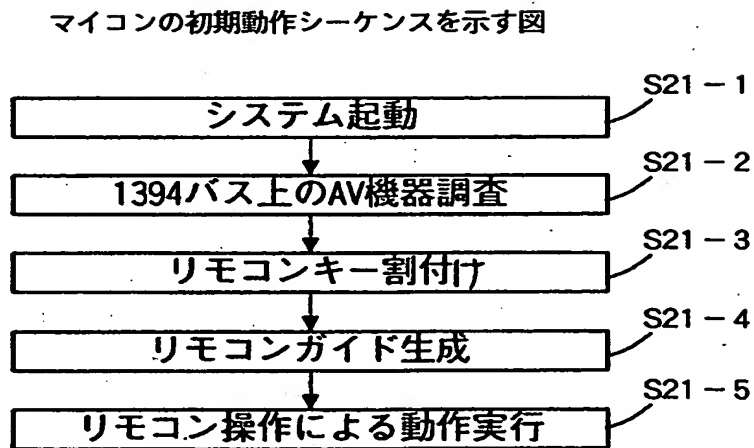 マイコンの初期動作シーケンスを示す図
S21-1
システム起動
S21-2
1394バス上のAV機器調査
S21-3
リモコンキー割付け
S21-4
リモコンガイド生成
S21-5
リモコン操作による動作実行